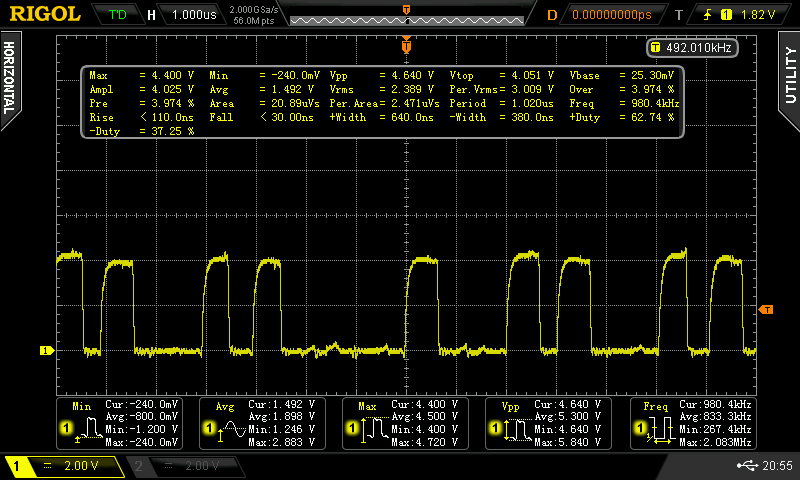 RIGOL T'D H 1.000us 2.000GSa/s 56.0M pts D 0.00000000ps T 1 1.82 V
HORIZONTAL
UTILITY
T 492.010kHz
Max = 4.400 V Min = -240.0mV Vpp = 4.640 V Vtop = 4.051 V Vbase = 25.30mV
Ampl = 4.025 V Avg = 1.492 V Vrms = 2.389 V Per.Vrms= 3.009 V Over = 3.974 %
Pre = 3.974 % Area = 20.89uVs Per.Area= 2.471uVs Period = 1.020us Freq = 980.4kHz
Rise < 110.0ns Fall < 30.00ns +Width = 640.0ns -Width = 380.0ns +Duty = 62.74 %
-Duty = 37.25 %
T
T
1
Min
1
Cur:-240.0mV
Avg:-800.0mV
Min:-1.200 V
Max:-240.0mV
Avg
1
Cur:1.492 V
Avg:1.898 V
Min:1.246 V
Max:2.883 V
Max
1
Cur:4.400 V
Avg:4.500 V
Min:4.400 V
Max:4.720 V
Vpp
1
Cur:4.640 V
Avg:5.300 V
Min:4.640 V
Max:5.840 V
Freq
1
Cur:980.4kHz
Avg:833.3kHz
Min:267.4kHz
Max:2.083MHz
1 2.00 V 2 2.00 V 20:55